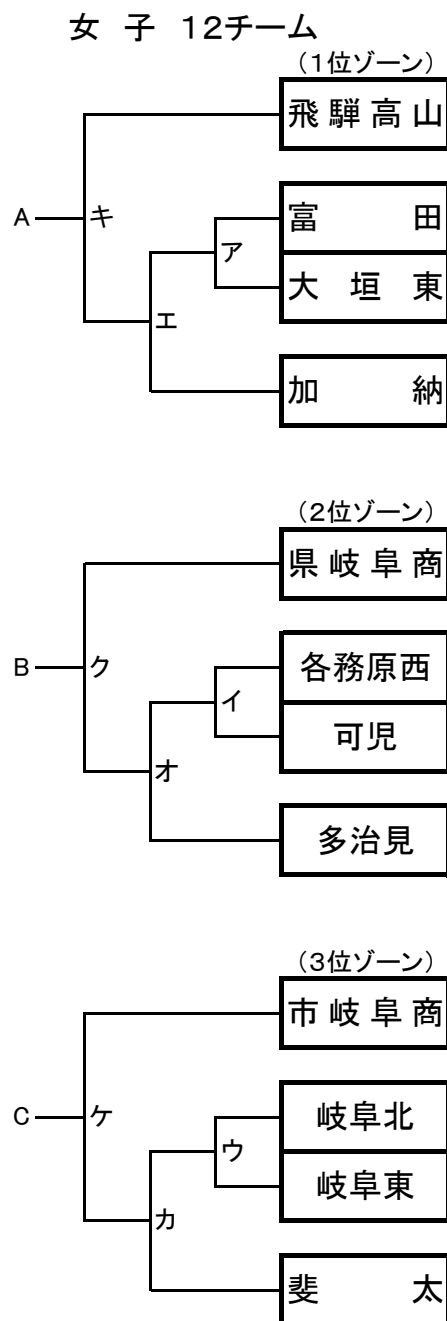 女 子 12チーム
(1位ゾーン)
飛騨高山
A
キ
富 田
ア
大 垣 東
エ
加 納
(2位ゾーン)
県岐阜商
B
ク
各務原西
イ
可児
オ
多治見
(3位ゾーン)
市岐阜商
C
ケ
岐阜北
ウ
岐阜東
カ
斐 太